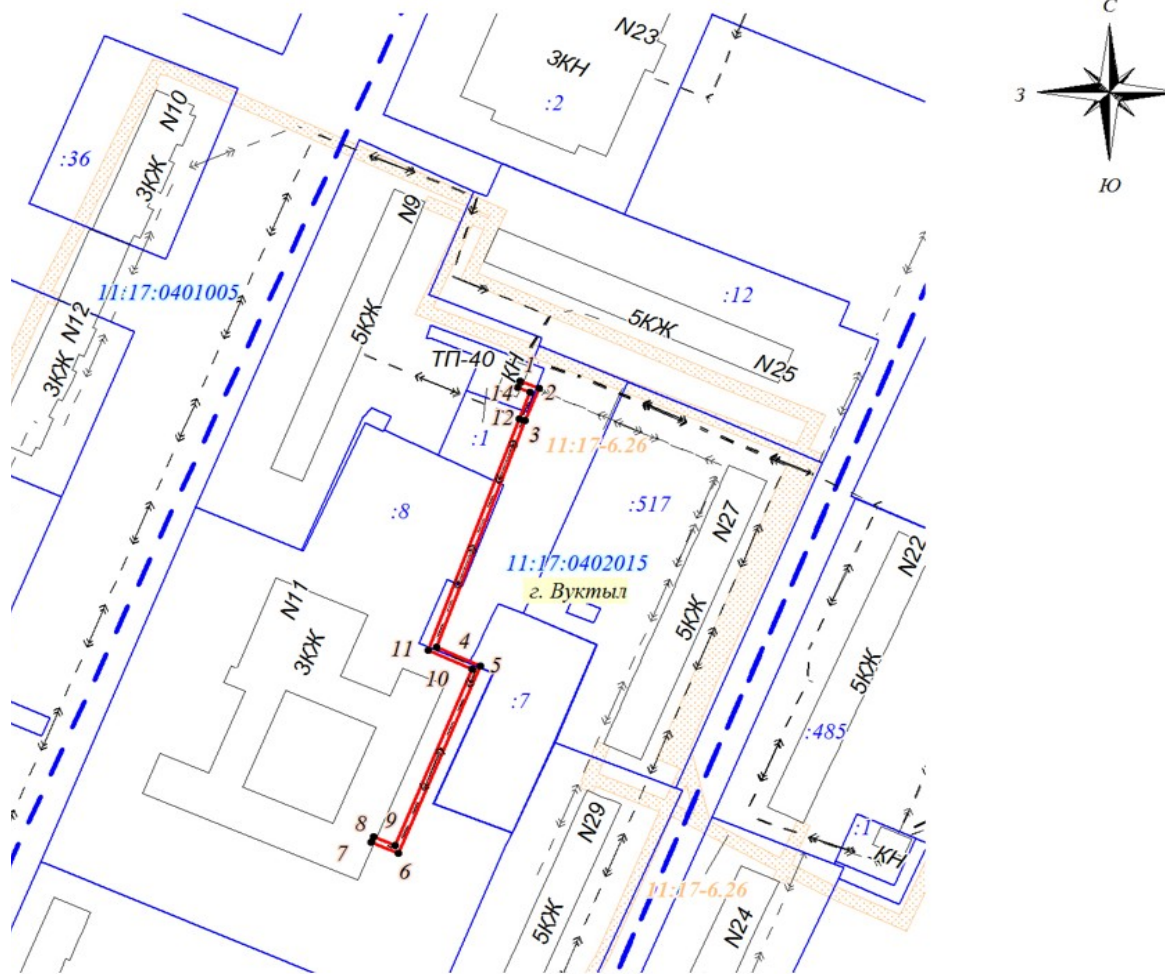 С
З
Ю
N23
3КН
:2
N10
:36
3КЖ
N9
11:17:0401005
:12
5КЖ
5КЖ
N25
N12
3КЖ
ТП-40
КН
1
2
14
12
3
:1
11:17-6.26
:8
:517
N27
N22
11:17:0402015
г. Вуктыл
N11
5КЖ
3КЖ
4
5
11
10
5КЖ
:7
:485
N29
8
9
7
6
:1
КН
11:17-6.26
5КЖ
N24